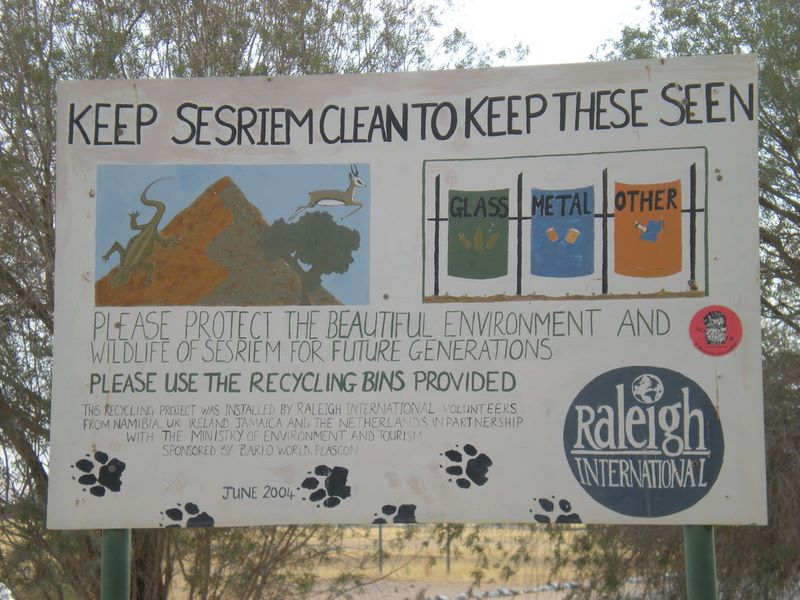 KEEP SESRIEM CLEAN TO KEEP THESE SEEN
GLASS METAL OTHER
PLEASE PROTECT THE BEAUTIFUL ENVIRONMENT AND
WILDLIFE OF SESRIEM FOR FUTURE GENERATIONS
PLEASE USE THE RECYCLING BINS PROVIDED
THIS RECYCLING PROJECT WAS INSTALLED BY RALEIGH INTERNATIONAL VOLUNTEERS
FROM NAMIBIA, UK IRELAND JAMAICA AND THE NETHERLANDS IN PARTNERSHIP
WITH THE MINISTRY OF ENVIRONMENT AND TOURISM
SPONSORED BY BARLO WORLD. PLASCON
JUNE 2004
Raleigh
INTERNATIONAL